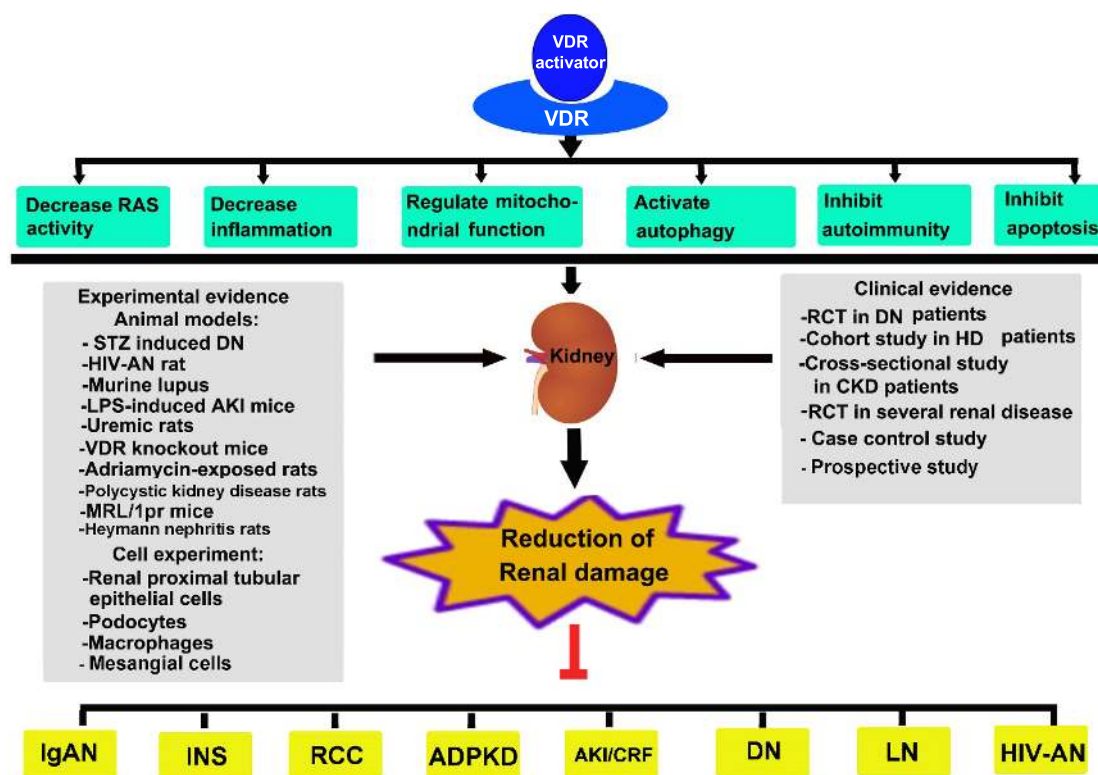 VDR
activator
VDR
Decrease RAS
activity
Decrease
inflammation
Regulate mitocho-
ndrial function
Activate
autophagy
Inhibit
autoimmunity
Inhibit
apoptosis
Experimental evidence
Animal models:
- STZ induced DN
-HIV-AN rat
-Murine lupus
-LPS-induced AKI mice
-Uremic rats
-VDR knockout mice
-Adriamycin-exposed rats
-Polycystic kidney disease rats
-MRL/1pr mice
-Heymann nephritis rats
Cell experiment:
-Renal proximal tubular
epithelial cells
-Podocytes
-Macrophages
- Mesangial cells
Kidney
Clinical evidence
-RCT in DN patients
-Cohort study in HD patients
-Cross-sectional study
in CKD patients
-RCT in several renal disease
- Case control study
- Prospective study
Reduction of
Renal damage
IgAN
INS
RCC
ADPKD
AKI/CRF
DN
LN
HIV-AN